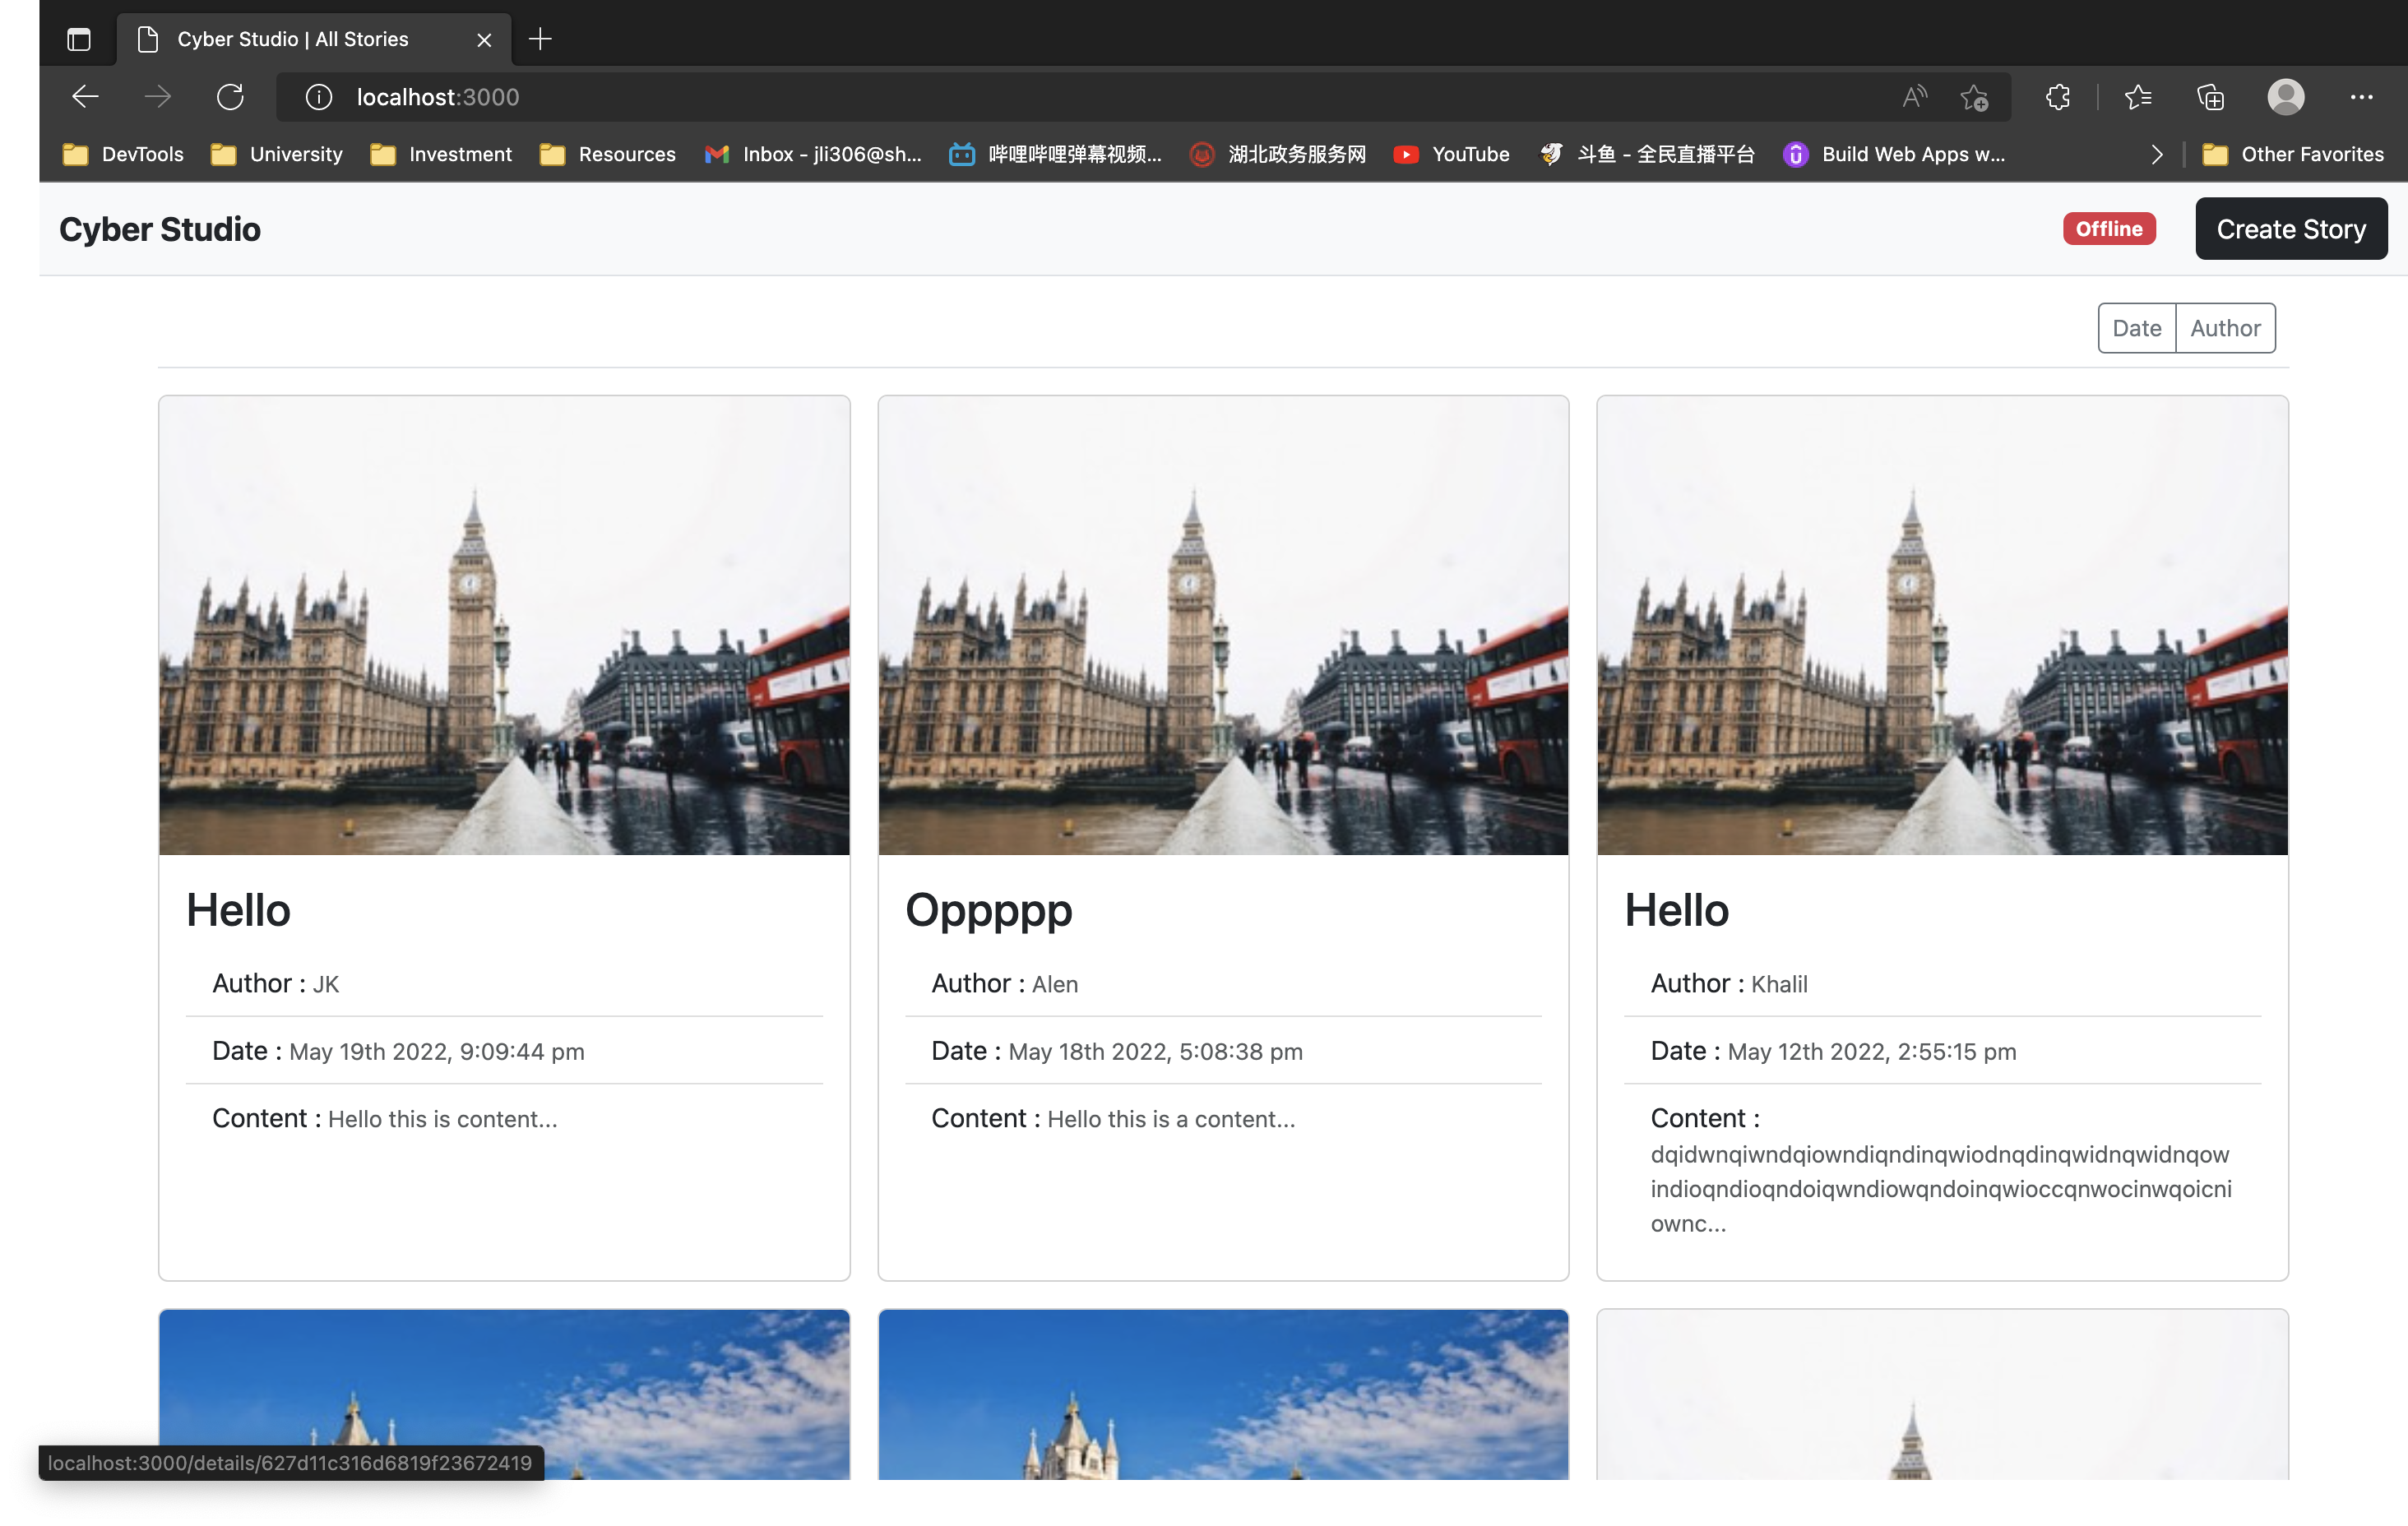 Cyber Studio | All Stories
localhost:3000
DevTools University Investment Resources Inbox - jli306@sh... 哔哩哔哩弹幕视频... 湖北政务服务网 YouTube 斗鱼 - 全民直播平台 Build Web Apps w... Other Favorites
Cyber Studio Offline Create Story
Date Author
Hello
Author : JK
Date : May 19th 2022, 9:09:44 pm
Content : Hello this is content...
Oppppp
Author : Alen
Date : May 18th 2022, 5:08:38 pm
Content : Hello this is a content...
Hello
Author : Khalil
Date : May 12th 2022, 2:55:15 pm
Content :
dqidwnqiwndqiowndiqndinqwiodnqdinqwidnqwidnqow
indioqndioqndoiqwndiowqndoinqwioccqnwocinwqoicni
ownc...
localhost:3000/details/627d11c316d6819f23672419